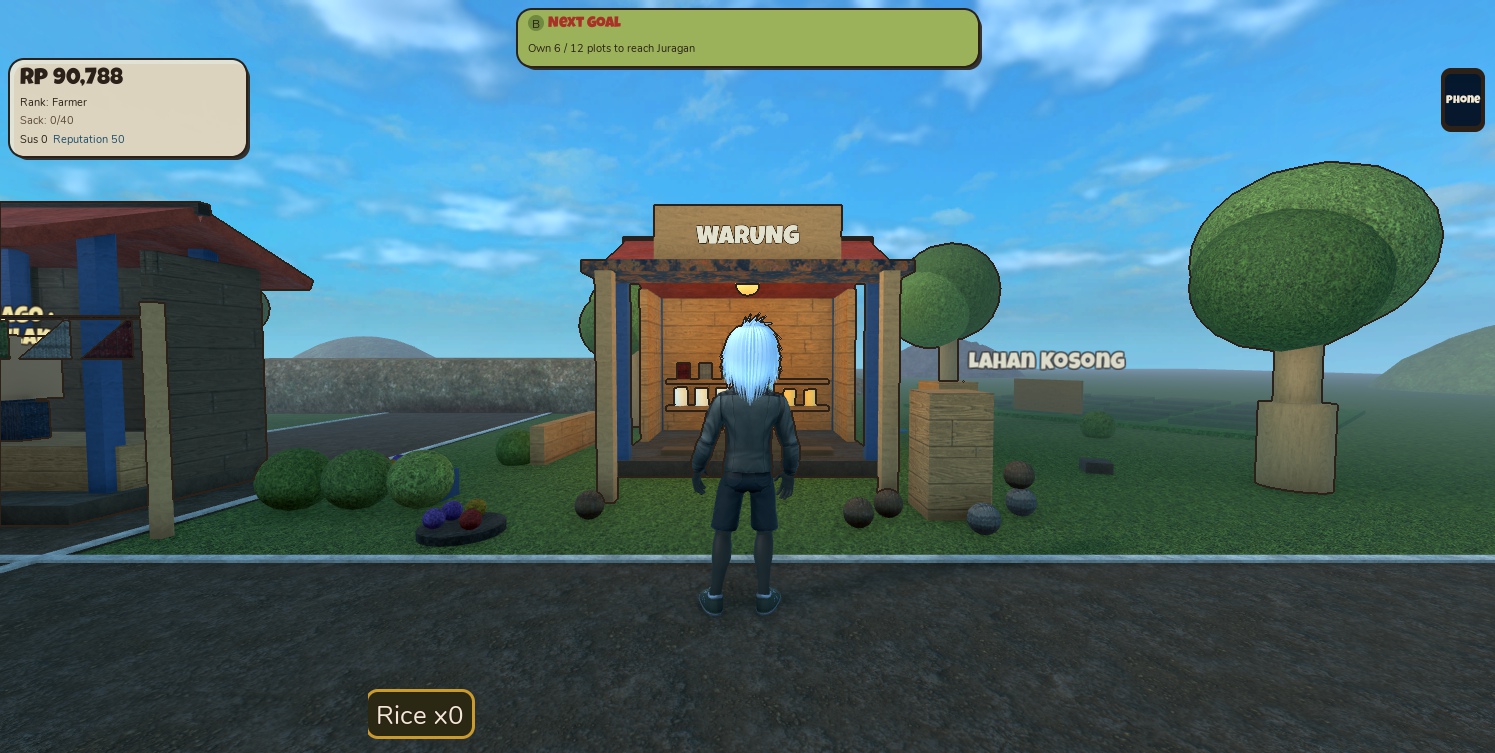 B NEXT GOAL
Own 6 / 12 plots to reach Juragan
RP 90,788
Rank: Farmer
Sack: 0/40
Sus 0 Reputation 50
PHONE
WARUNG
LAHAN KOSONG
Rice x0